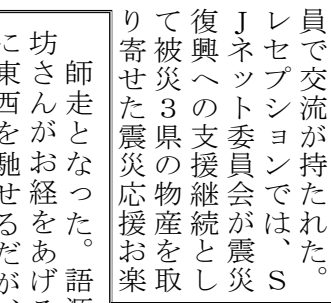 員で交流が持たれた。
レセプションでは、S
Jネット委員会が震災
復興への支援継続とし
て被災3県の物産を取
り寄せた震災応援お楽
師走となった。語
坊さんがお経をあげ
に東西を馳せるだが